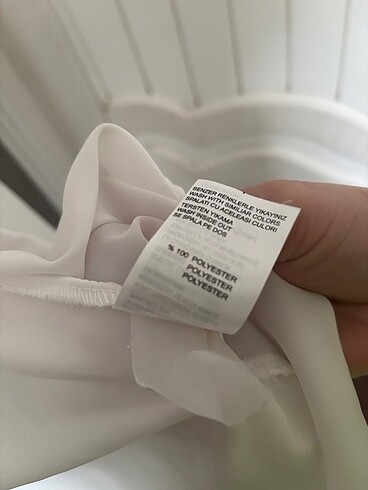 BENZER RENKLERLE YIKAYINIZ
WASH WITH SIMILIAR COLORS
SPALATI CU ACELEASI CULORI
TERSTEN YIKAMA
WASH INSIDE OUT
SE SPALA PE DOS
% 100 POLYESTER
POLYESTER
POLYESTER